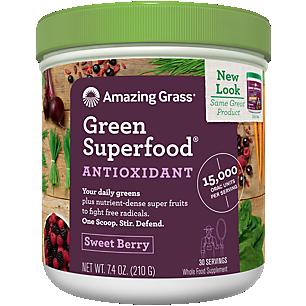 New
Look
Same Great
Product
Amazing Grass®
Green
Superfood®
ANTIOXIDANT
Your daily greens
plus nutrient-dense super fruits
to fight free radicals.
One Scoop. Stir. Defend.
15,000
ORAC UNITS
PER SERVING
Sweet Berry
30 SERVINGS
Whole Food Supplement
NET WT. 7.4 OZ. (210 G)